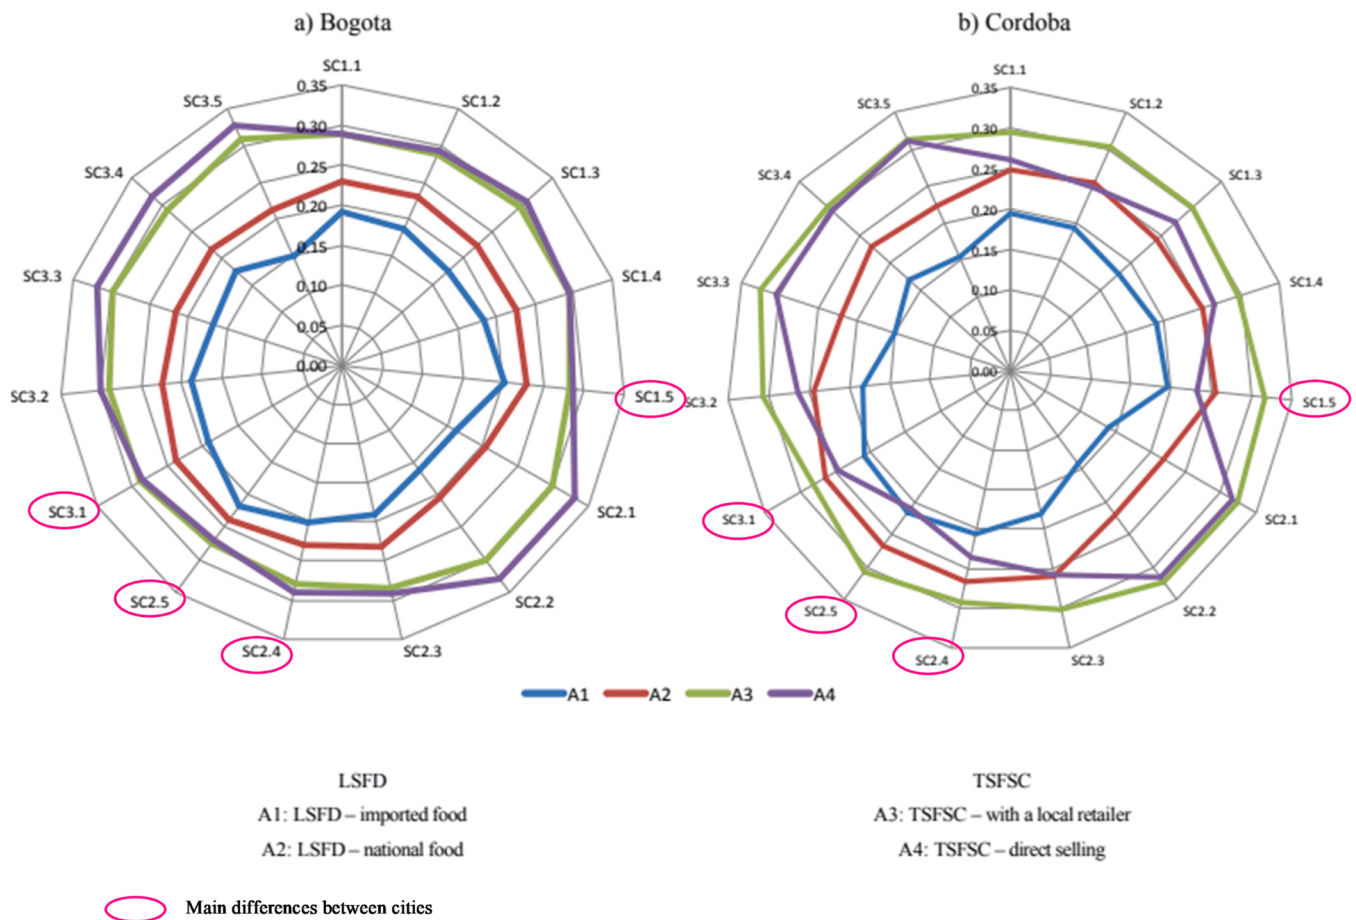 a) Bogota
b) Cordoba
SC1.1
SC1.2
SC1.3
SC1.4
SC1.5
SC2.1
SC2.2
SC2.3
SC2.4
SC2.5
SC3.1
SC3.2
SC3.3
SC3.4
SC3.5
0.35
0.30
0.25
0.20
0.15
0.10
0.05
0.00
SC1.1
SC1.2
SC1.3
SC1.4
SC1.5
SC2.1
SC2.2
SC2.3
SC2.4
SC2.5
SC3.1
SC3.2
SC3.3
SC3.4
SC3.5
0.35
0.30
0.25
0.20
0.15
0.10
0.05
0.00
A1 A2 A3 A4
LSFD
A1: LSFD – imported food
A2: LSFD – national food
TSFSC
A3: TSFSC – with a local retailer
A4: TSFSC – direct selling
Main differences between cities